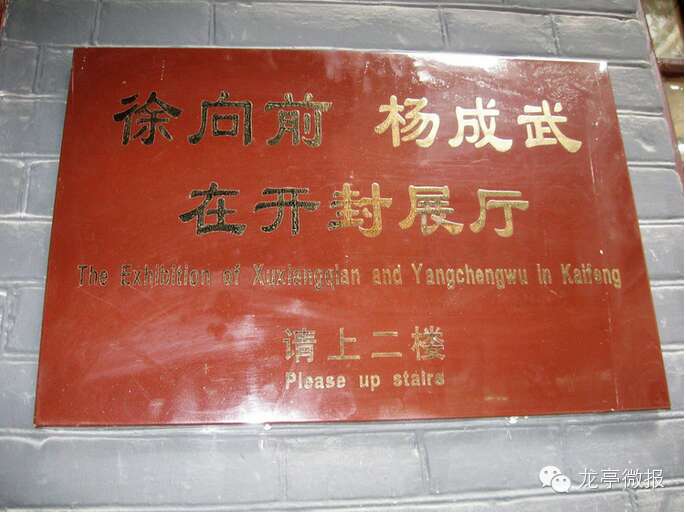 徐向前 杨成武
在开封展厅
The Exhibition of Xuxiangqian and Yangchengwu in Kaifeng
请上二楼
Please up stairs
龙亭微报